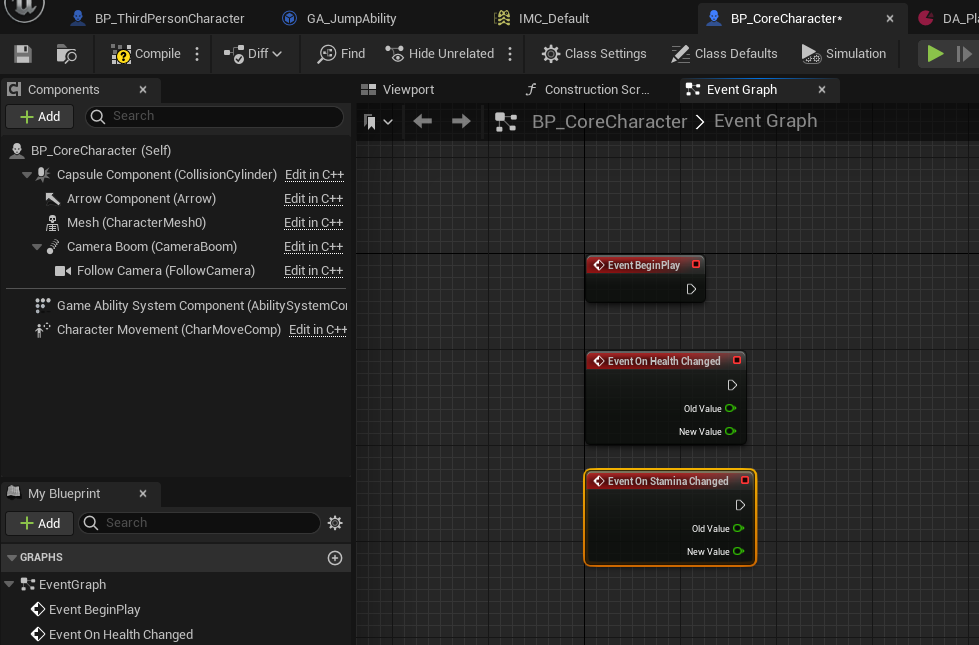 BP_ThirdPersonCharacter GA_JumpAbility IMC_Default BP_CoreCharacter* DA_Pl
Compile Diff Find Hide Unrelated Class Settings Class Defaults Simulation
Components Viewport Construction Scr... Event Graph
Add Search BP_CoreCharacter > Event Graph
BP_CoreCharacter (Self)
Capsule Component (CollisionCylinder) Edit in C++
Arrow Component (Arrow) Edit in C++
Mesh (CharacterMesh0) Edit in C++
Camera Boom (CameraBoom) Edit in C++
Follow Camera (FollowCamera) Edit in C++
Game Ability System Component (AbilitySystemCo
Character Movement (CharMoveComp) Edit in C++
Event BeginPlay
Event On Health Changed
Old Value
New Value
Event On Stamina Changed
Old Value
New Value
My Blueprint
Add Search
GRAPHS
EventGraph
Event BeginPlay
Event On Health Changed